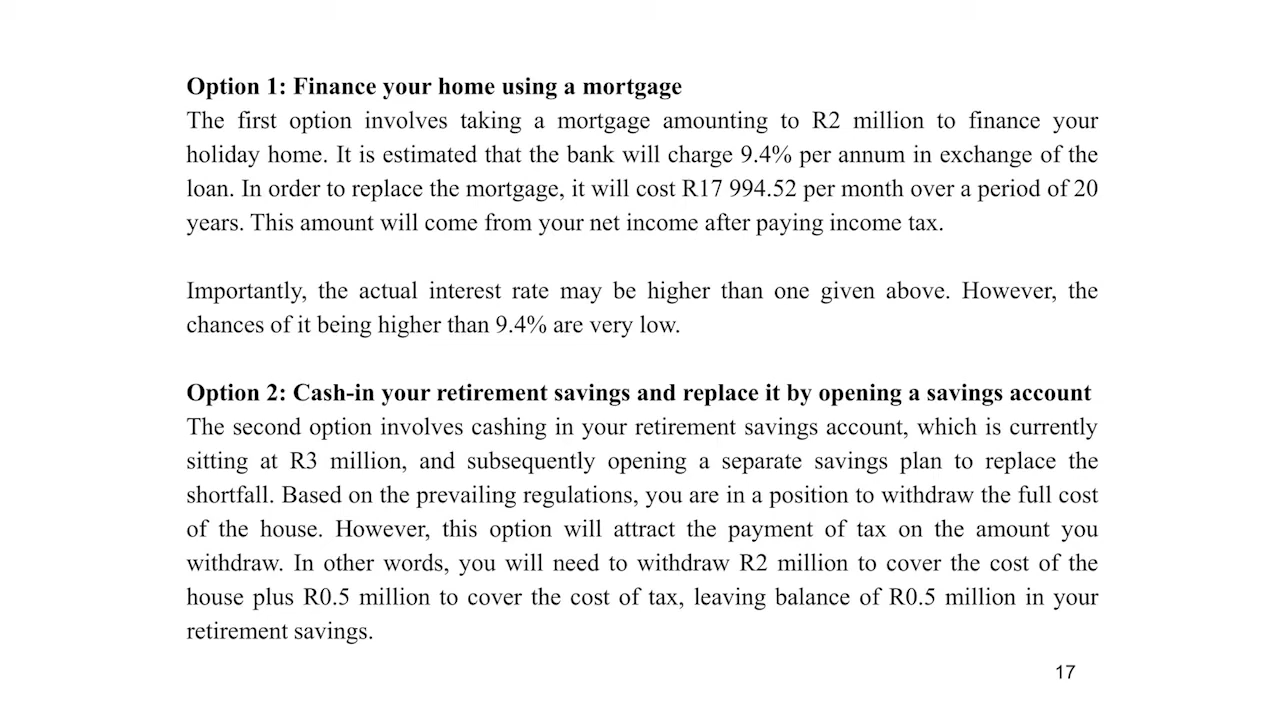 Option 1: Finance your home using a mortgage
The first option involves taking a mortgage amounting to R2 million to finance your
holiday home. It is estimated that the bank will charge 9.4% per annum in exchange of the
loan. In order to replace the mortgage, it will cost R17 994.52 per month over a period of 20
years. This amount will come from your net income after paying income tax.
Importantly, the actual interest rate may be higher than one given above. However, the
chances of it being higher than 9.4% are very low.
Option 2: Cash-in your retirement savings and replace it by opening a savings account
The second option involves cashing in your retirement savings account, which is currently
sitting at R3 million, and subsequently opening a separate savings plan to replace the
shortfall. Based on the prevailing regulations, you are in a position to withdraw the full cost
of the house. However, this option will attract the payment of tax on the amount you
withdraw. In other words, you will need to withdraw R2 million to cover the cost of the
house plus R0.5 million to cover the cost of tax, leaving balance of R0.5 million in your
retirement savings.
17